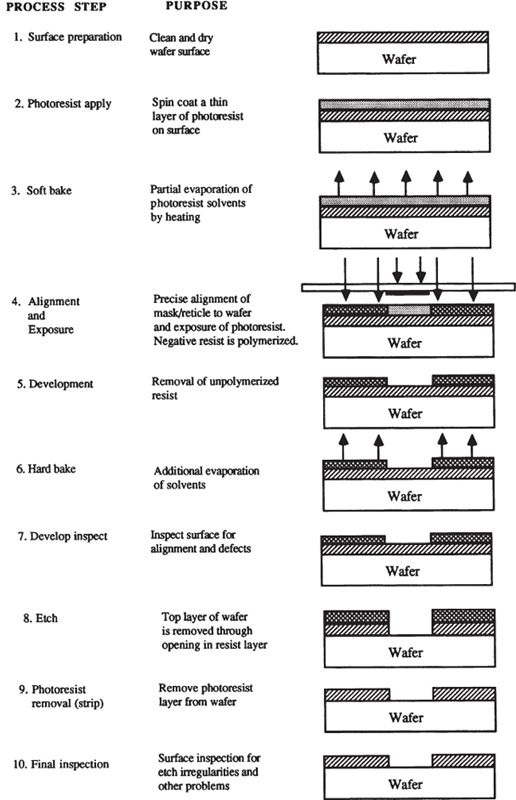 PROCESS STEP PURPOSE
1. Surface preparation Clean and dry
wafer surface
Wafer
2. Photoresist apply Spin coat a thin
layer of photoresist
on surface
Wafer
3. Soft bake Partial evaporation of
photoresist solvents
by heating
Wafer
4. Alignment Precise alignment of
and mask/reticle to wafer
Exposure and exposure of photoresist.
Negative resist is polymerized.
Wafer
5. Development Removal of unpolymerized
resist
Wafer
6. Hard bake Additional evaporation
of solvents
Wafer
7. Develop inspect Inspect surface for
alignment and defects
Wafer
8. Etch Top layer of wafer
is removed through
opening in resist layer
Wafer
9. Photoresist Remove photoresist
removal (strip) layer from wafer
Wafer
10. Final inspection Surface inspection for
etch irregularities and
other problems
Wafer